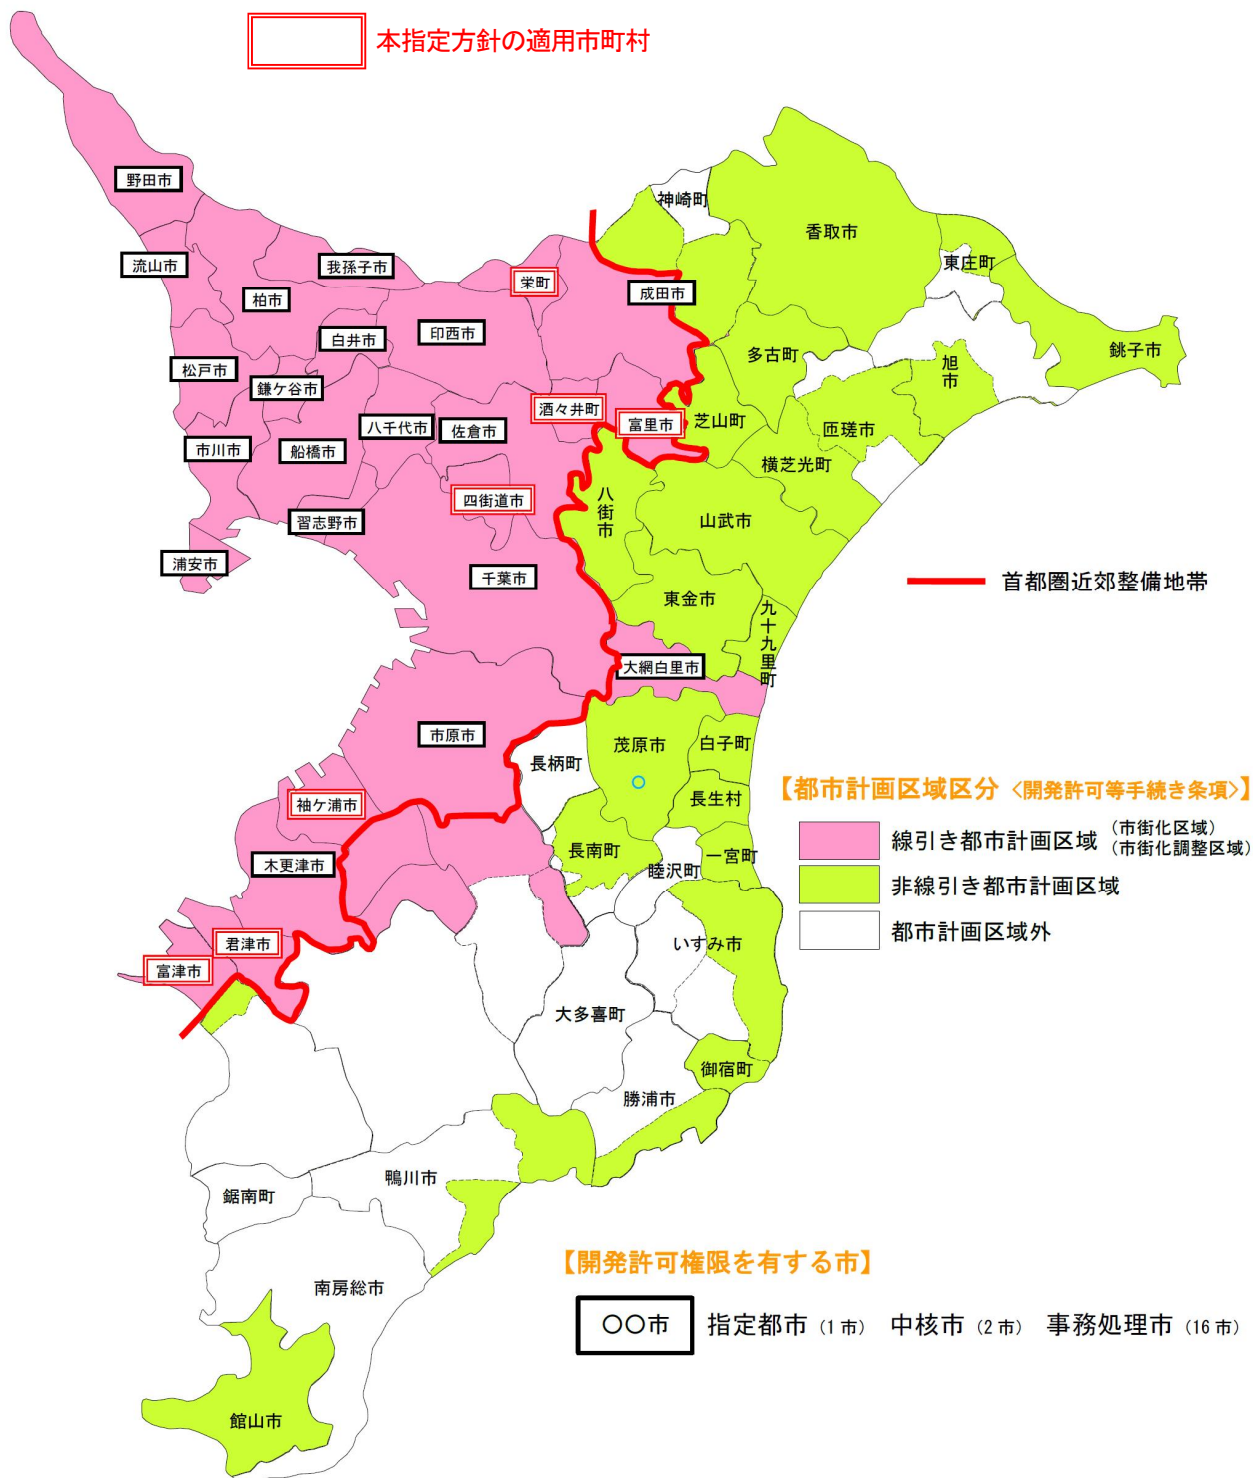 本指定方針の適用市町村
野田市
神崎町
香取市
流山市
我孫子市
東庄町
栄町
成田市
柏市
印西市
白井市
多古町
銚子市
旭市
松戸市
鎌ケ谷市
酒々井町
富里市
芝山町
八千代市
佐倉市
匝瑳市
市川市
船橋市
横芝光町
四街道市
八街市
習志野市
山武市
浦安市
千葉市
首都圏近郊整備地帯
東金市
九十九里町
大網白里市
市原市
茂原市
白子町
長柄町
【都市計画区域区分 <開発許可等手続き条項>】
袖ケ浦市
長生村
線引き都市計画区域 (市街化区域)
(市街化調整区域)
長南町
一宮町
木更津市
睦沢町
非線引き都市計画区域
都市計画区域外
君津市
いすみ市
富津市
大多喜町
御宿町
勝浦市
鴨川市
鋸南町
【開発許可権限を有する市】
南房総市
〇〇市 指定都市 (1市) 中核市 (2市) 事務処理市 (16市)
館山市